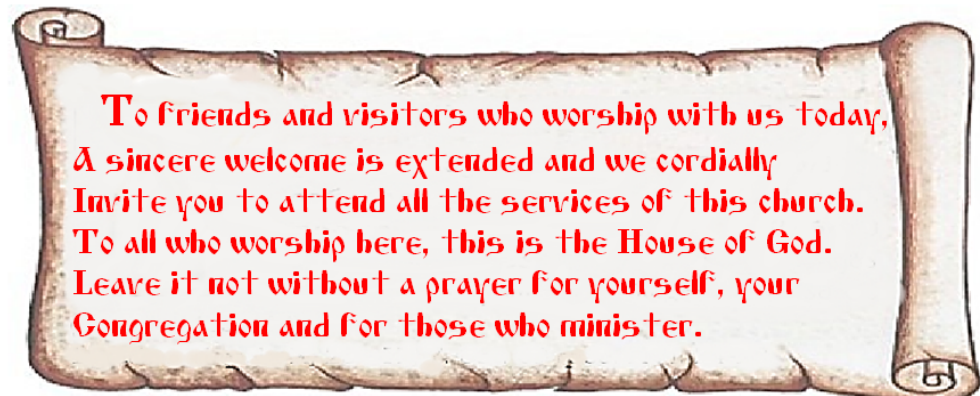 To friends and visitors who worship with us today,
A sincere welcome is extended and we cordially
Invite you to attend all the services of this church.
To all who worship here, this is the House of God.
Leave it not without a prayer for yourself, your
Congregation and for those who minister.